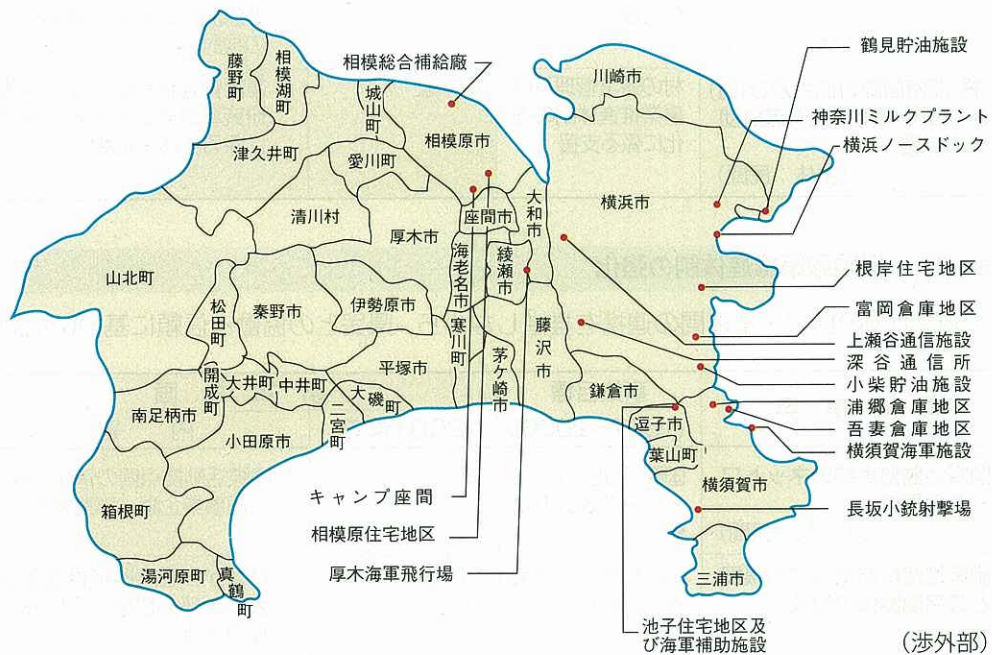 鶴見貯油施設
神奈川ミルクプラント
横浜ノースドック
根岸住宅地区
富岡倉庫地区
上瀬谷通信施設
深谷通信所
小柴貯油施設
浦郷倉庫地区
吾妻倉庫地区
横須賀海軍施設
長坂小銃射撃場
相模総合補給廠
藤野町
相模湖町
城山町
津久井町
相模原市
川崎市
愛川町
清川村
厚木市
座間市
大和市
横浜市
山北町
海老名市
綾瀬市
松田町
秦野市
伊勢原市
寒川町
藤沢市
茅ケ崎市
平塚市
開成町
大井町
中井町
大磯町
二宮町
鎌倉市
南足柄市
小田原市
逗子市
葉山町
横須賀市
箱根町
湯河原町
真鶴町
三浦市
キャンプ座間
相模原住宅地区
厚木海軍飛行場
池子住宅地区及
び海軍補助施設
(渉外部)